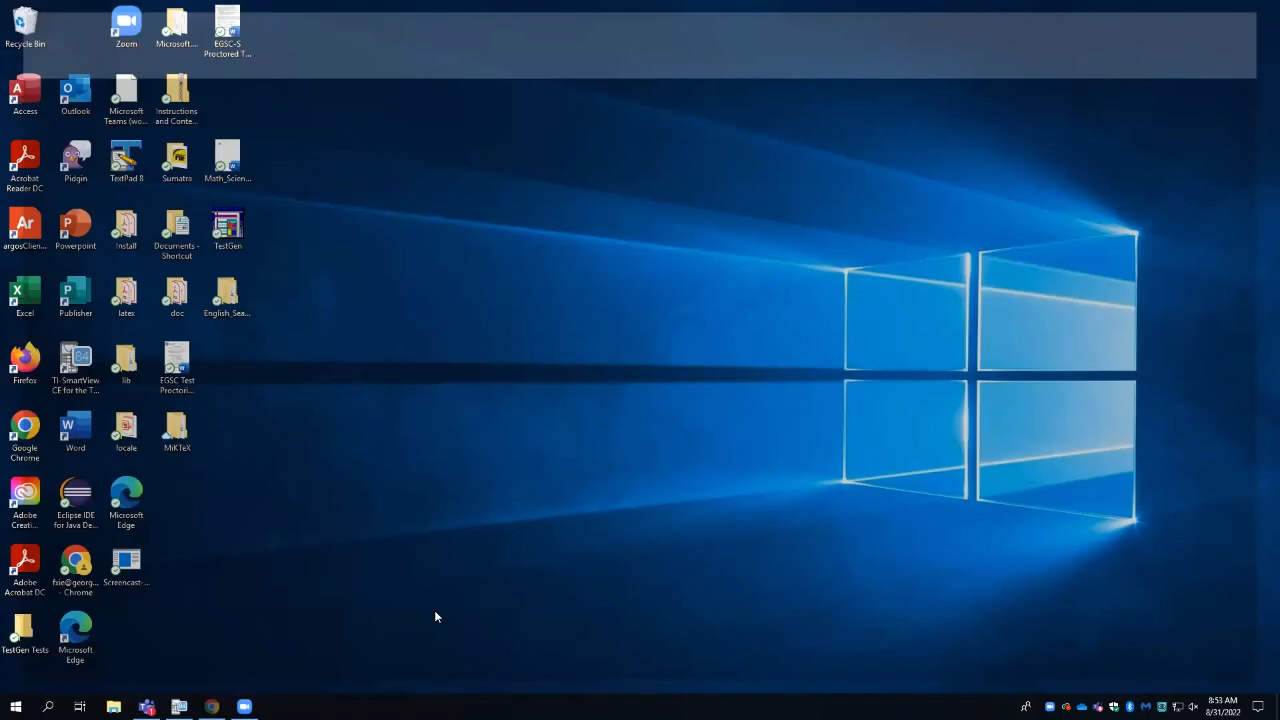 Recycle Bin
Zoom
Microsoft....
EGSC-S
Proctored T...
Access
Outlook
Microsoft
Teams (wo...
Instructions
and Conte...
Acrobat
Reader DC
Pidgin
TextPad 8
Sumatra
Math_Scien...
argosClien...
Powerpoint
Install
Documents -
Shortcut
TestGen
Excel
Publisher
latex
doc
English_Sea...
Firefox
TI-SmartView
CE for the T...
lib
EGSC Test
Proctori...
Google
Chrome
Word
locale
MiKTeX
Adobe
Creati...
Eclipse IDE
for Java De...
Microsoft
Edge
Adobe
Acrobat DC
fxie@georg...
- Chrome
Screencast-...
TestGen Tests
Microsoft
Edge
8:53 AM
8/31/2022